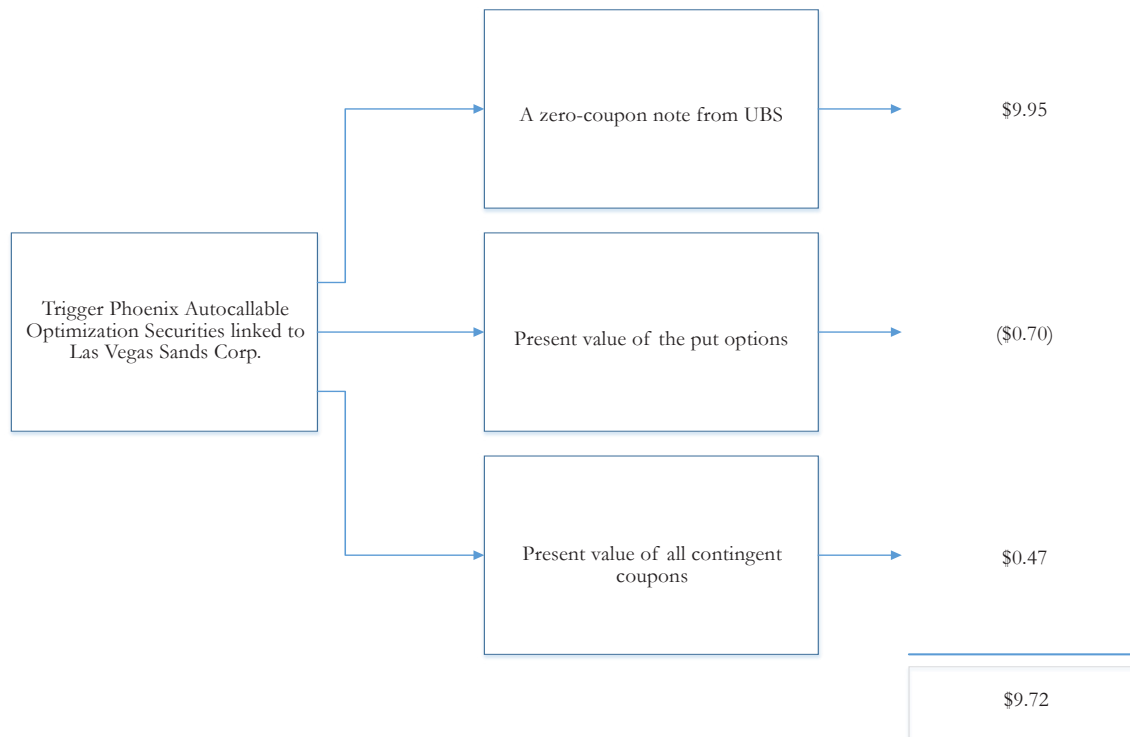 A zero-coupon note from UBS
$9.95
Trigger Phoenix Autocallable
Optimization Securities linked to
Las Vegas Sands Corp.
Present value of the put options
($0.70)
Present value of all contingent
coupons
$0.47
$9.72